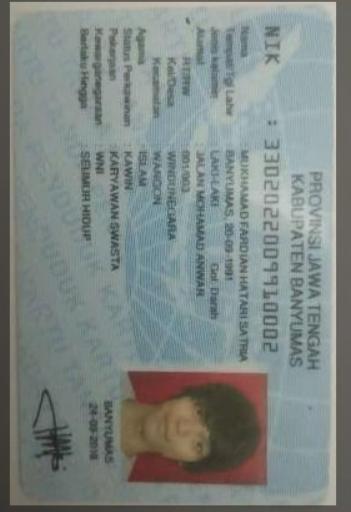 PROVINSI JAWA TENGAH
KABUPATEN BANYUMAS
NIK : 3302022009910002
Nama MUKHAMAD FARDIAN HATARI SATRIA
Tempat/Tgl Lahir BANYUMAS, 20-09-1991
Jenis kelamin LAKI-LAKI Gol. Darah
Alamat JALAN MOHAMAD ANWAR
RT/RW 001/003
Kel/Desa WINDUNEGARA
Kecamatan WANGON
Agama ISLAM
Status Perkawinan KAWIN
Pekerjaan KARYAWAN SWASTA
Kewarganegaraan WNI
Berlaku Hingga SEUMUR HIDUP
BANYUMAS
24-09-2016